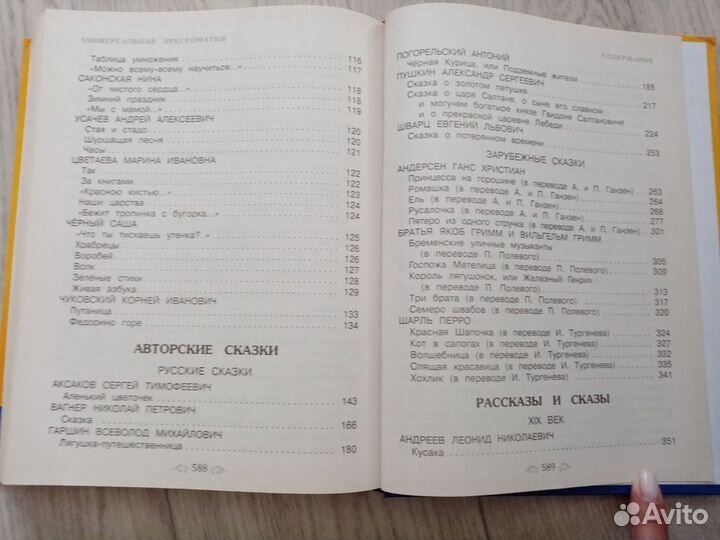 УНИВЕРСАЛЬНАЯ ХРЕСТОМАТИЯ
Таблица умножения 116
«Можно всему-всему научиться...» 117
САКОНСКАЯ НИНА
«От чистого сердца...» 118
Зимний праздник 118
«Мы с мамой...» 119
УСАЧЁВ АНДРЕЙ АЛЕКСЕЕВИЧ
Стая и стадо 120
Шуршащая песня 120
Часы 121
ЦВЕТАЕВА МАРИНА ИВАНОВНА
Так 122
За книгами 122
«Красною кистью...» 124
Наши царства 124
«Бежит тропинка с бугорка...» 124
ЧЁРНЫЙ САША
«Что ты тискаешь утенка?..» 125
Храбрецы 126
Воробей 127
Волк 127
Зелёные стихи 128
Живая азбука 129
ЧУКОВСКИЙ КОРНЕЙ ИВАНОВИЧ
Путаница 133
Федорино горе 134
АВТОРСКИЕ СКАЗКИ
РУССКИЕ СКАЗКИ
АКСАКОВ СЕРГЕЙ ТИМОФЕЕВИЧ
Аленький цветочек 143
ВАГНЕР НИКОЛАЙ ПЕТРОВИЧ
Сказка 166
ГАРШИН ВСЕВОЛОД МИХАЙЛОВИЧ
Лягушка-путешественница 180
588
СОДЕРЖАНИЕ
ПОГОРЕЛЬСКИЙ АНТОНИЙ
Чёрная Курица, или Подземные жители 185
ПУШКИН АЛЕКСАНДР СЕРГЕЕВИЧ
Сказка о золотом петушке 217
Сказка о царе Салтане, о сыне его славном
и могучем богатыре князе Гвидоне Салтановиче
и о прекрасной царевне Лебеди 224
ШВАРЦ ЕВГЕНИЙ ЛЬВОВИЧ
Сказка о потерянном времени 253
ЗАРУБЕЖНЫЕ СКАЗКИ
АНДЕРСЕН ГАНС ХРИСТИАН
Принцесса на горошине (в переводе А. и П. Ганзен) 263
Ромашка (в переводе А. и П. Ганзен) 264
Ель (в переводе А. и П. Ганзен) 268
Русалочка (в переводе А. и П. Ганзен) 277
Пятеро из одного стручка (в переводе А. и П. Ганзен) 301
БРАТЬЯ ЯКОБ ГРИММ И ВИЛЬГЕЛЬМ ГРИММ
Бременские уличные музыканты
(в переводе П. Полевого) 305
Госпожа Метелица (в переводе П. Полевого) 309
Король лягушонок, или Железный Генрих
(в переводе П. Полевого) 313
Три брата (в переводе П. Полевого) 317
Семеро швабов (в переводе П. Полевого) 320
ШАРЛЬ ПЕРРО
Красная Шапочка (в переводе И. Тургенева) 324
Кот в сапогах (в переводе И. Тургенева) 327
Волшебница (в переводе И. Тургенева) 332
Спящая красавица (в переводе И. Тургенева) 335
Хохлик (в переводе И. Тургенева) 341
РАССКАЗЫ И СКАЗЫ
XIX ВЕК
АНДРЕЕВ ЛЕОНИД НИКОЛАЕВИЧ
Кусака 351
589
Avito